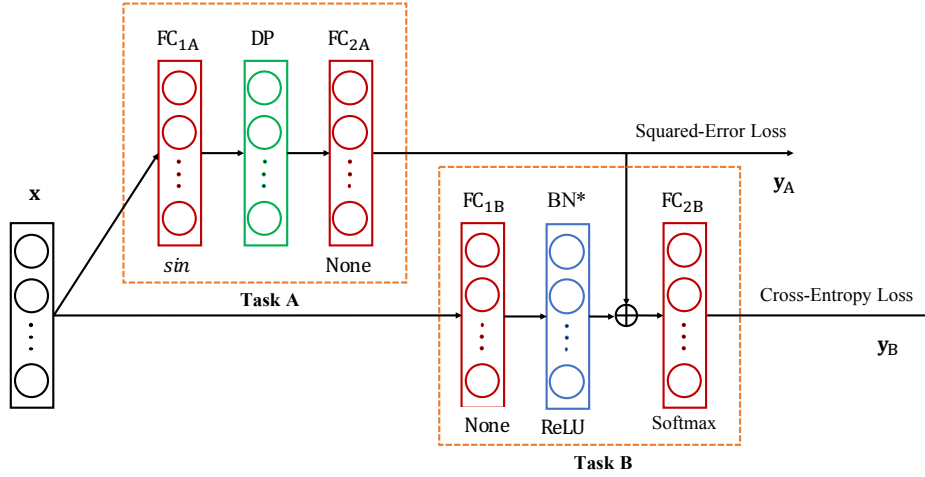 FC1A DP FC2A
Squared-Error Loss
x
yA
FC1B BN* FC2B
sin None
Task A
Cross-Entropy Loss
yB
None ReLU Softmax
Task B